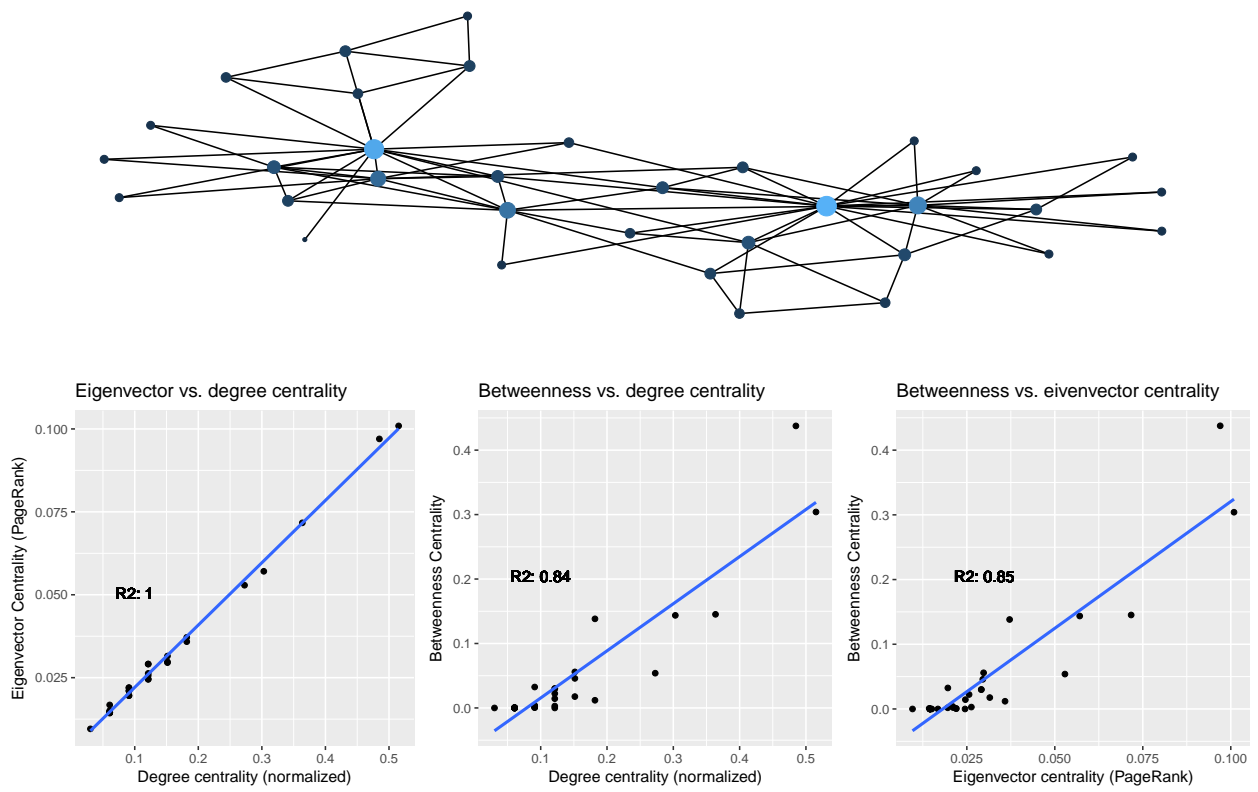 Eigenvector vs. degree centrality
Eigenvector Centrality (PageRank)
0.100
0.075
0.050
0.025
R2: 1
0.1 0.2 0.3 0.4 0.5
Degree centrality (normalized)
Betweenness vs. degree centrality
Betweenness Centrality
0.4
0.3
0.2
0.1
0.0
R2: 0.84
0.1 0.2 0.3 0.4 0.5
Degree centrality (normalized)
Betweenness vs. eivenvector centrality
Betweenness Centrality
0.4
0.3
0.2
0.1
0.0
R2: 0.85
0.025 0.050 0.075 0.100
Eigenvector centrality (PageRank)